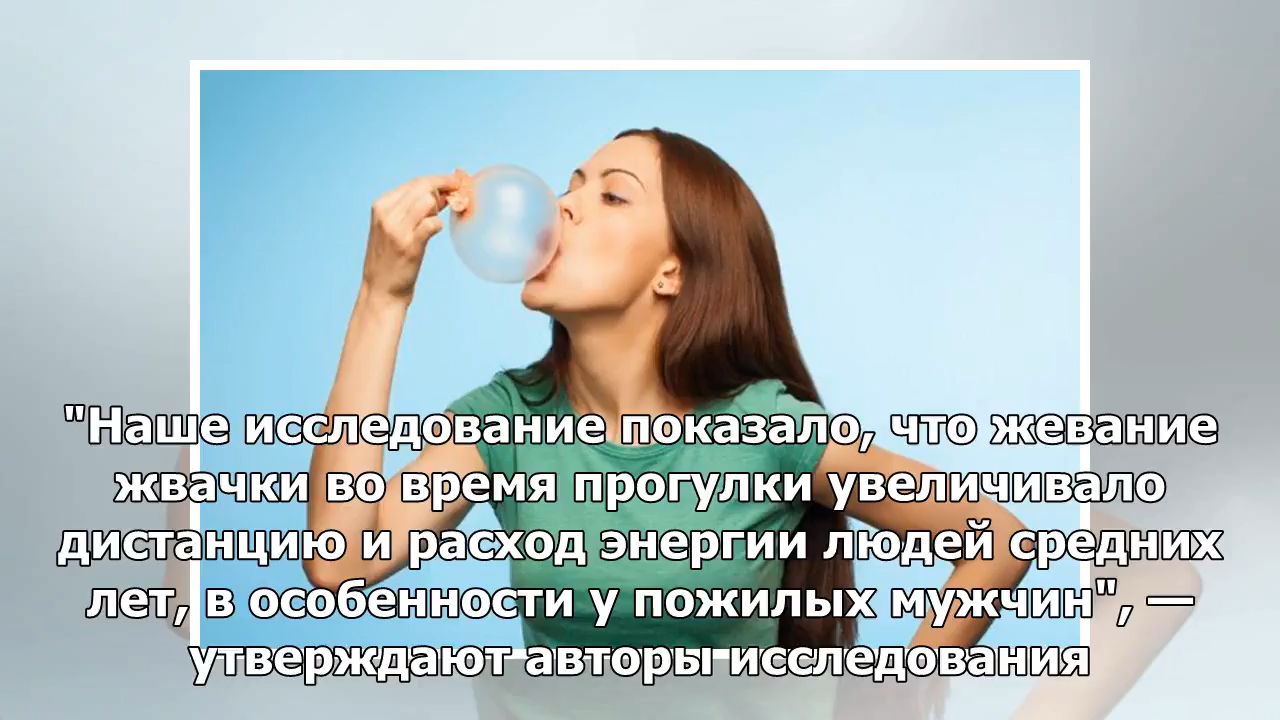 "Наше исследование показало, что жевание
жвачки во время прогулки увеличивало
дистанцию и расход энергии людей средних
лет, в особенности у пожилых мужчин", —
утверждают авторы исследования